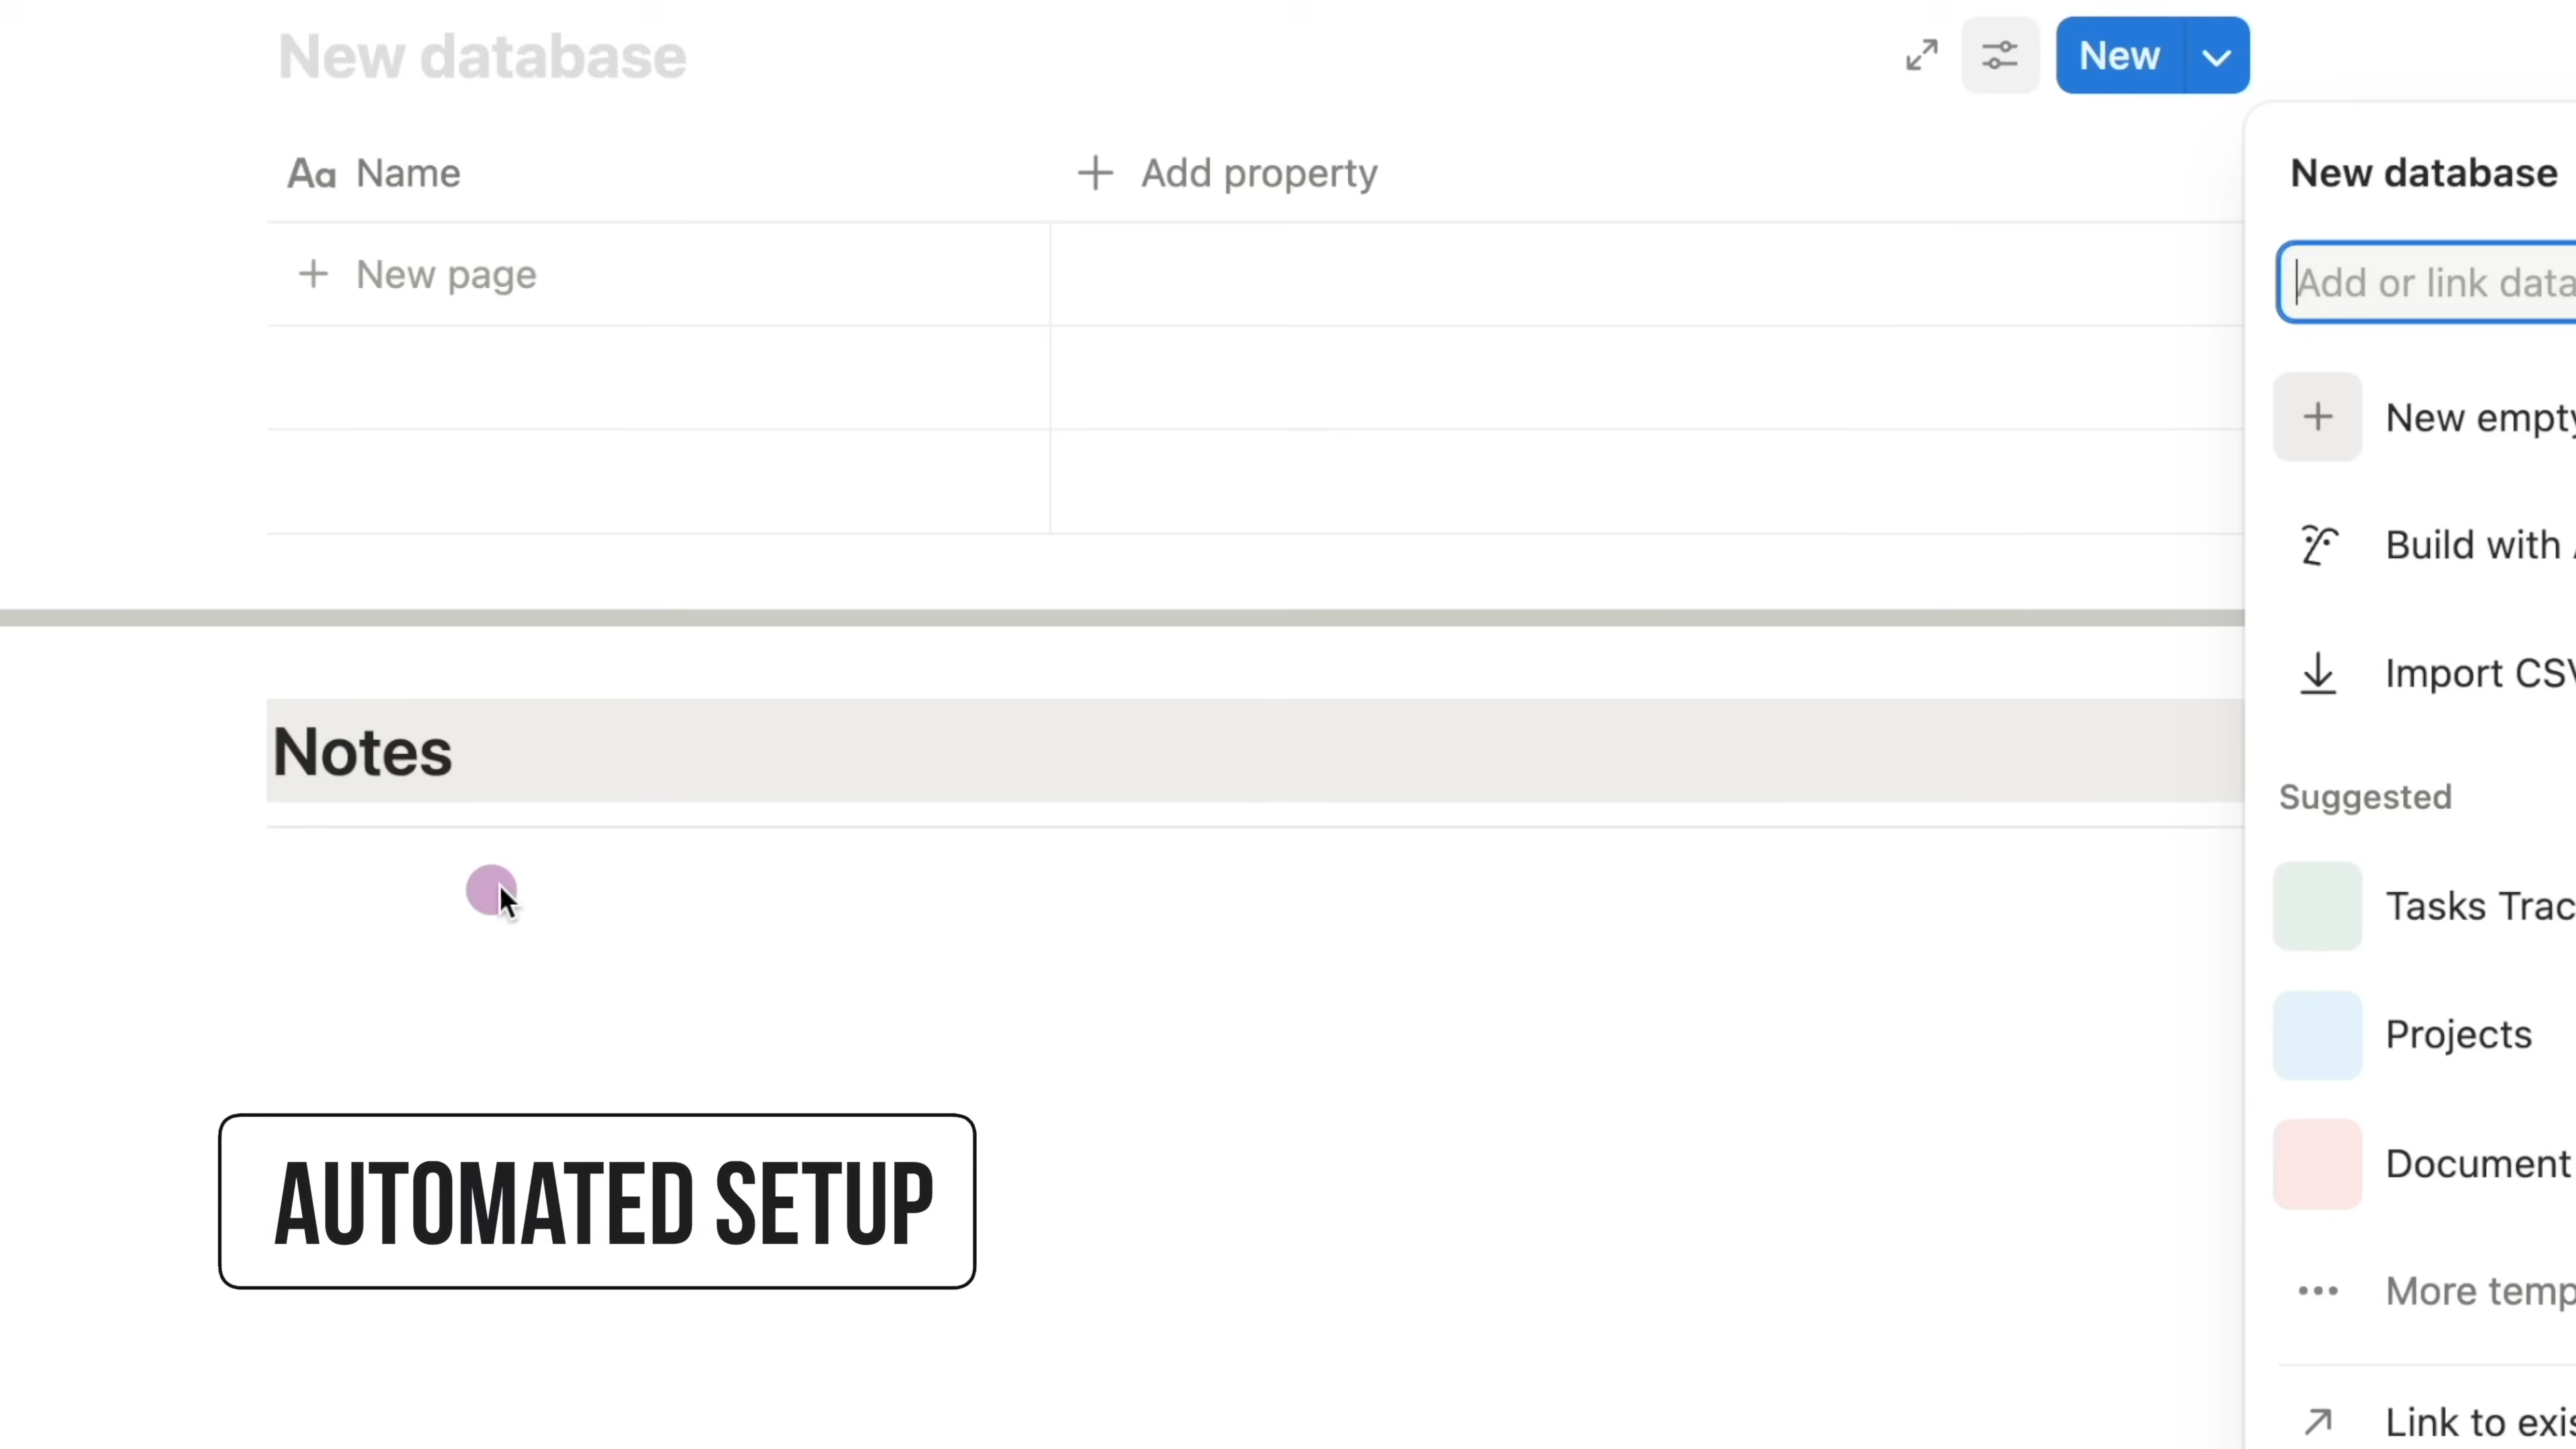 New database
New
Aa Name
+ Add property
+ New page
Notes
AUTOMATED SETUP
New database
Add or link data
New empty
Build with
Import CSV
Suggested
Tasks Trac
Projects
Document
More temp
Link to exis